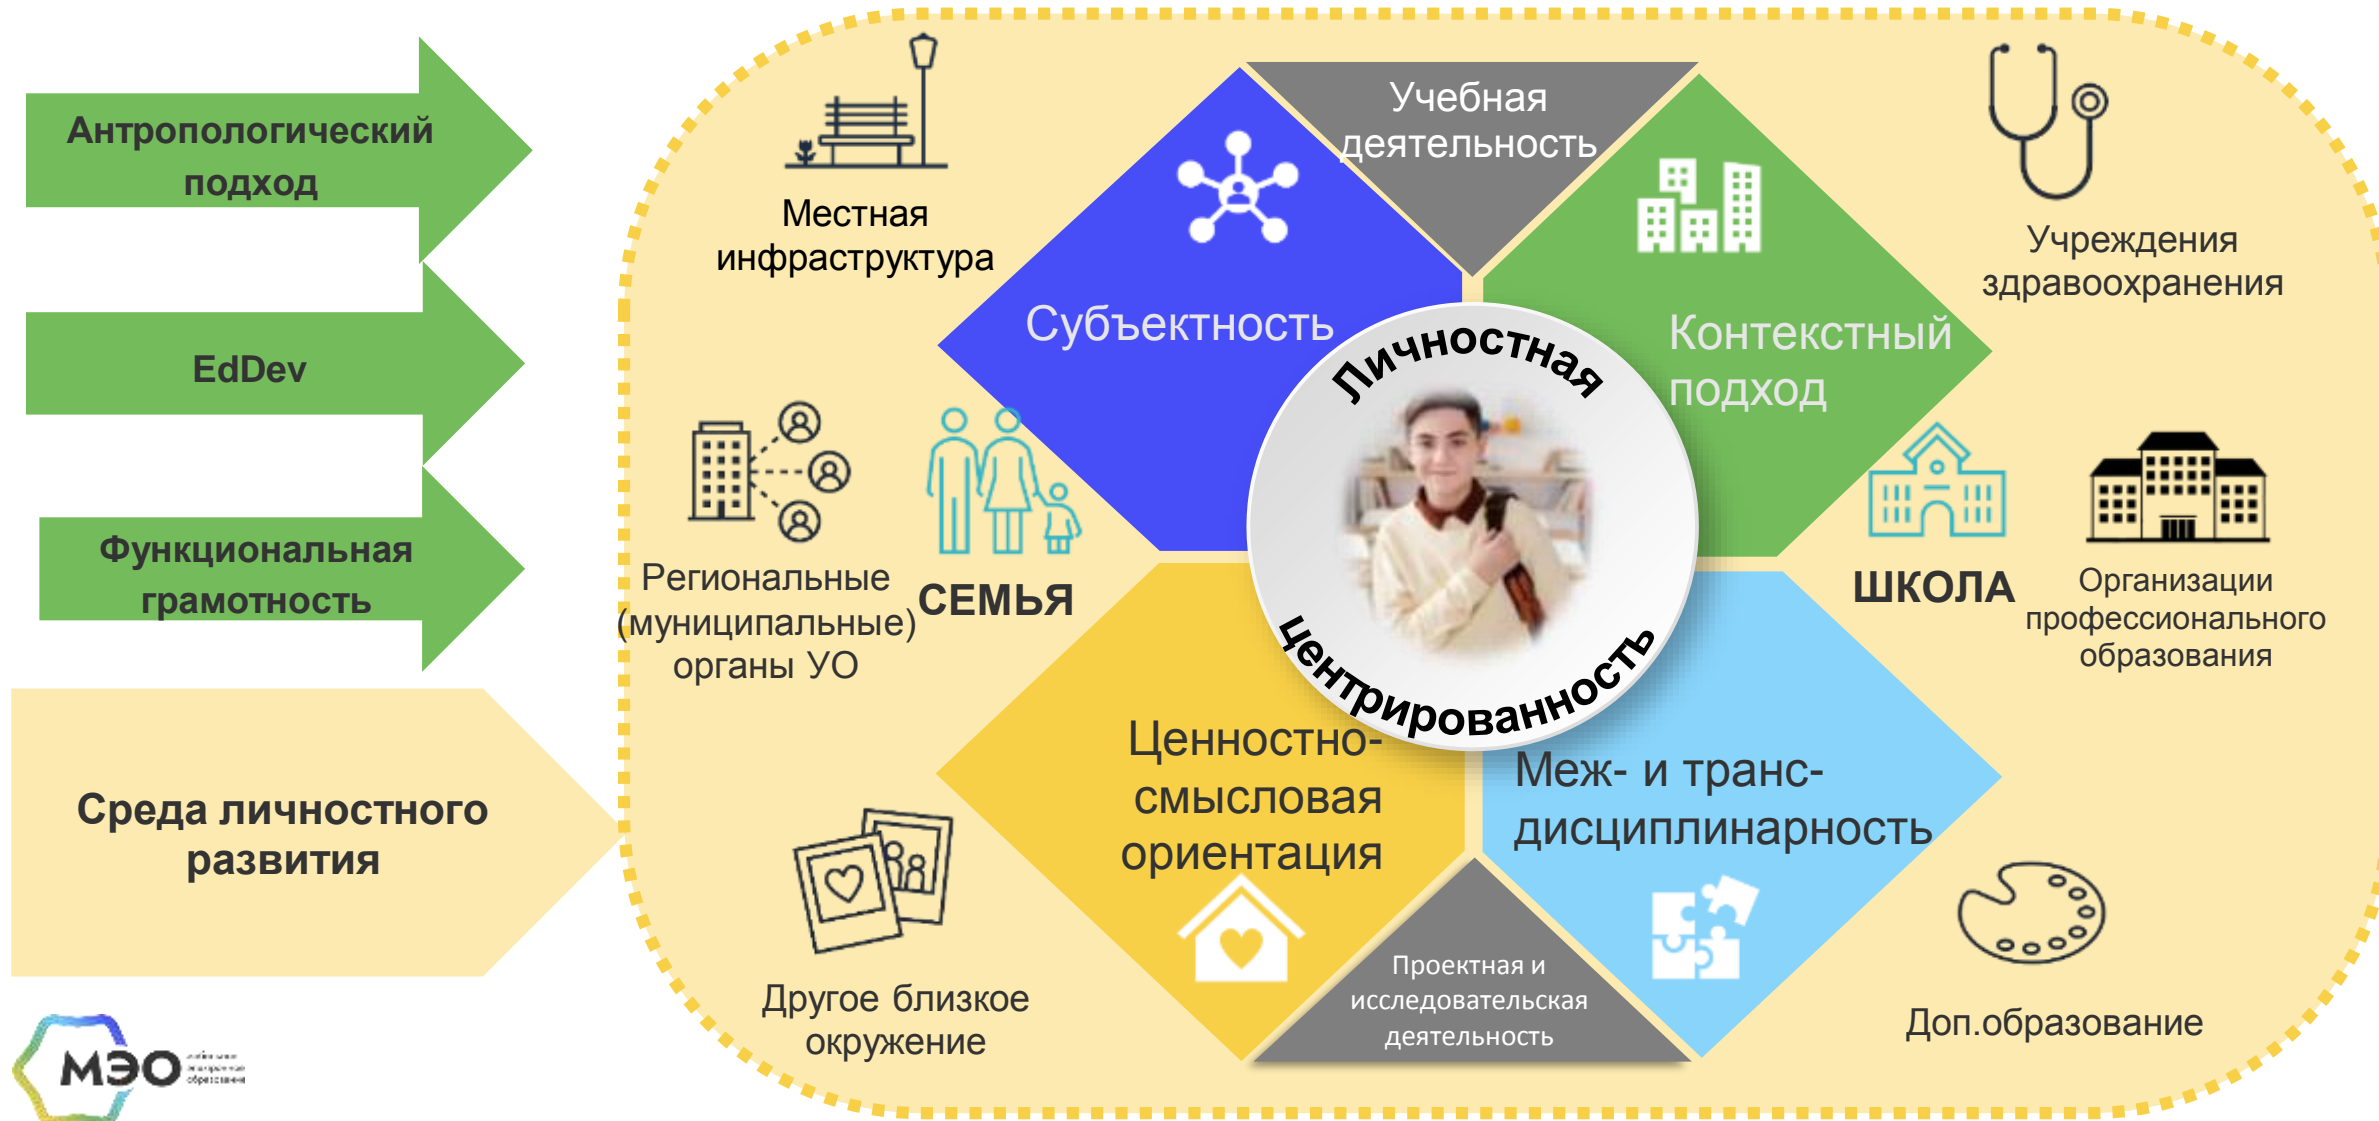 Антропологический
подход
EdDev
Функциональная
грамотность
Среда личностного
развития
МЭО
Местная
инфраструктура
Региональные
(муниципальные)
органы УО
СЕМЬЯ
Другое близкое
окружение
Учебная
деятельность
Субъектность
Контекстный
подход
Личностная
центрированность
Ценностно-
смысловая
ориентация
Меж- и транс-
дисциплинарность
Проектная и
исследовательская
деятельность
Учреждения
здравоохранения
ШКОЛА
Организации
профессионального
образования
Доп.образование